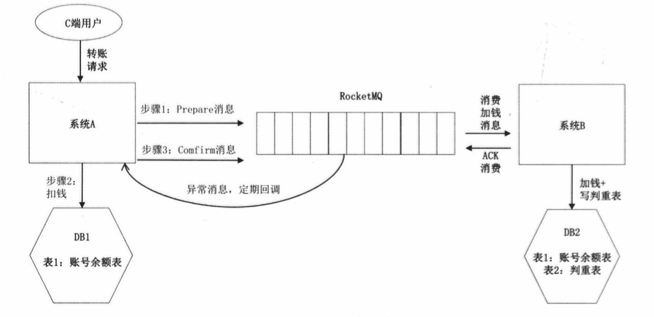 C端用户
转账
请求
系统A
步骤1：Prepare消息
步骤3：Comfirm消息
RocketMQ
消费
加钱
消息
ACK
消费
系统B
步骤2：
扣钱
异常消息，定期回调
加钱+
写判重表
DB1
表1：账号余额表
DB2
表1：账号余额表
表2：判重表